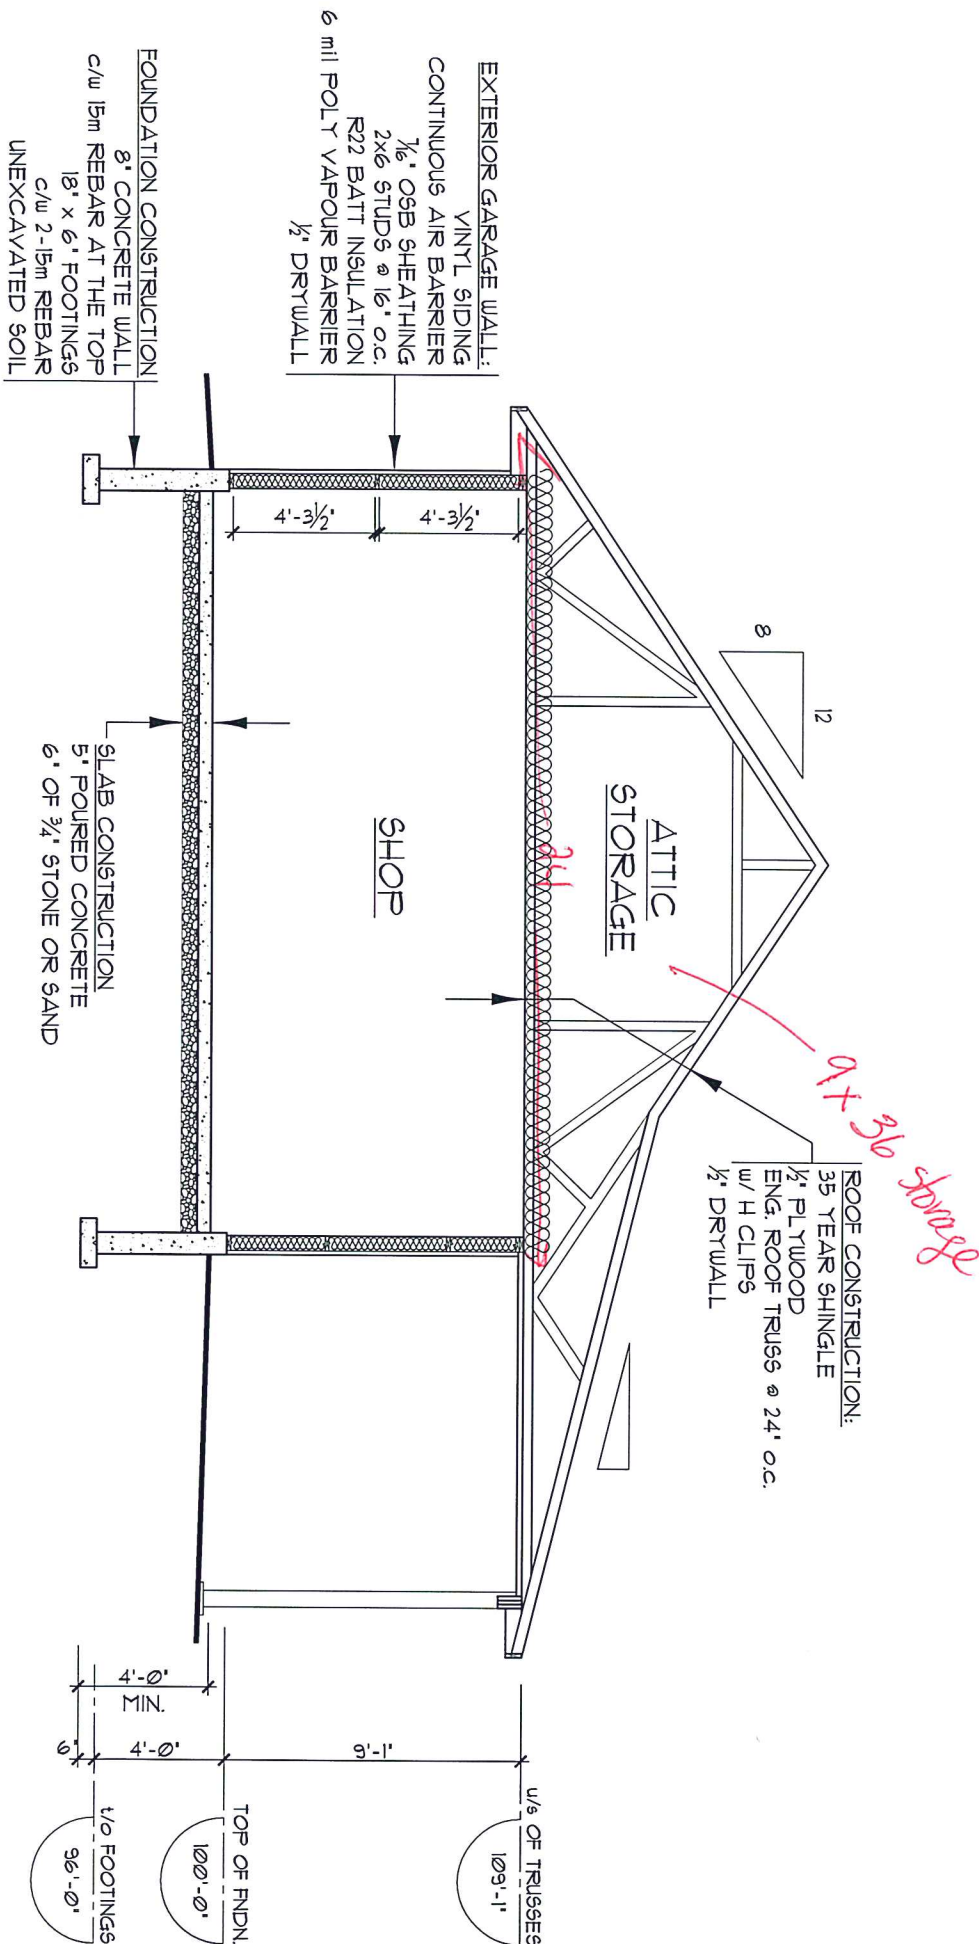 EXTERIOR GARAGE WALL:
VINYL SIDING
CONTINUOUS AIR BARRIER
7/16" OSB SHEATHING
2x6 STUDS @ 16" O.C.
R22 BATT INSULATION
6 mil POLY VAPOUR BARRIER
½" DRYWALL
FOUNDATION CONSTRUCTION
8" CONCRETE WALL
c/w 15m REBAR AT THE TOP
18" x 6" FOOTINGS
c/w 2-15m REBAR
UNEXCAVATED SOIL
4'-3½"
4'-3½"
8
12
ATTIC
STORAGE
24
SHOP
SLAB CONSTRUCTION
5" POURED CONCRETE
6" OF ¾" STONE OR SAND
9 x 36 storage
ROOF CONSTRUCTION:
35 YEAR SHINGLE
½" PLYWOOD
ENG. ROOF TRUSS @ 24" O.C.
w/ H CLIPS
½" DRYWALL
4'-0"
MIN.
6"
4'-0"
9'-1"
u/s OF TRUSSES
109'-1"
TOP OF FNDN.
100'-0"
t/o FOOTINGS
96'-0"